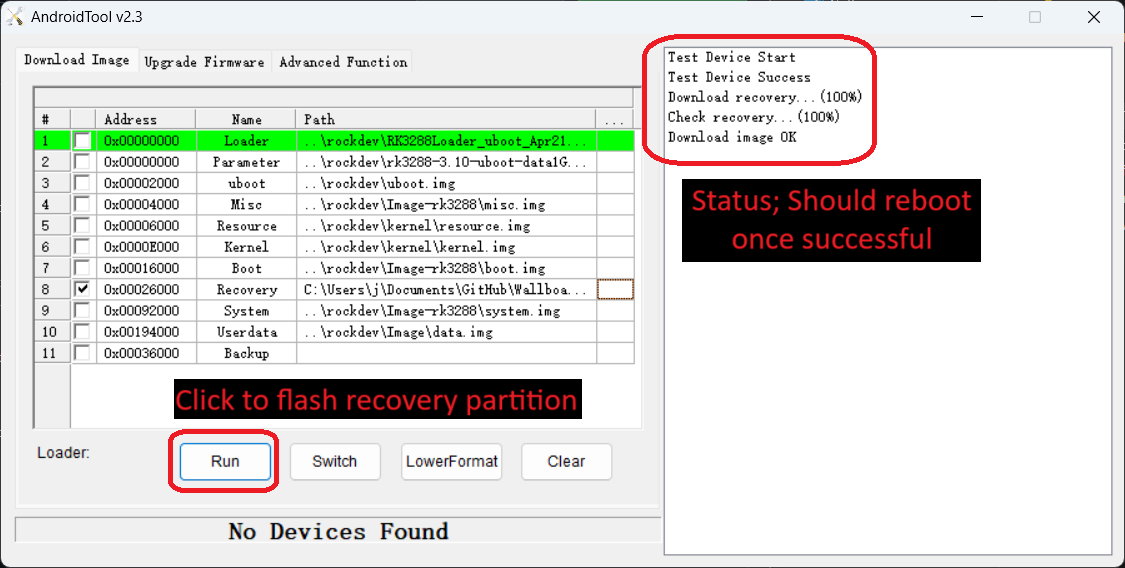 AndroidTool v2.3
Download Image Upgrade Firmware Advanced Function
# Address Name Path ...
1 0x00000000 Loader ..\rockdev\RK3288Loader_uboot_Apr21...
2 0x00000000 Parameter ..\rockdev\rk3288-3.10-uboot-data1G...
3 0x00002000 uboot ..\rockdev\uboot.img
4 0x00004000 Misc ..\rockdev\Image-rk3288\misc.img
5 0x00006000 Resource ..\rockdev\kernel\resource.img
6 0x0000E000 Kernel ..\rockdev\kernel\kernel.img
7 0x00016000 Boot ..\rockdev\Image-rk3288\boot.img
8 0x00026000 Recovery C:\Users\j\Documents\GitHub\Wallboa...
9 0x00092000 System ..\rockdev\Image-rk3288\system.img
10 0x00194000 Userdata ..\rockdev\Image\data.img
11 0x00036000 Backup
Click to flash recovery partition
Loader:
Run Switch LowerFormat Clear
No Devices Found
Test Device Start
Test Device Success
Download recovery...(100%)
Check recovery...(100%)
Download image OK
Status; Should reboot
once successful